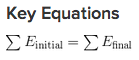 Key Equations
∑ E_initial = ∑ E_final